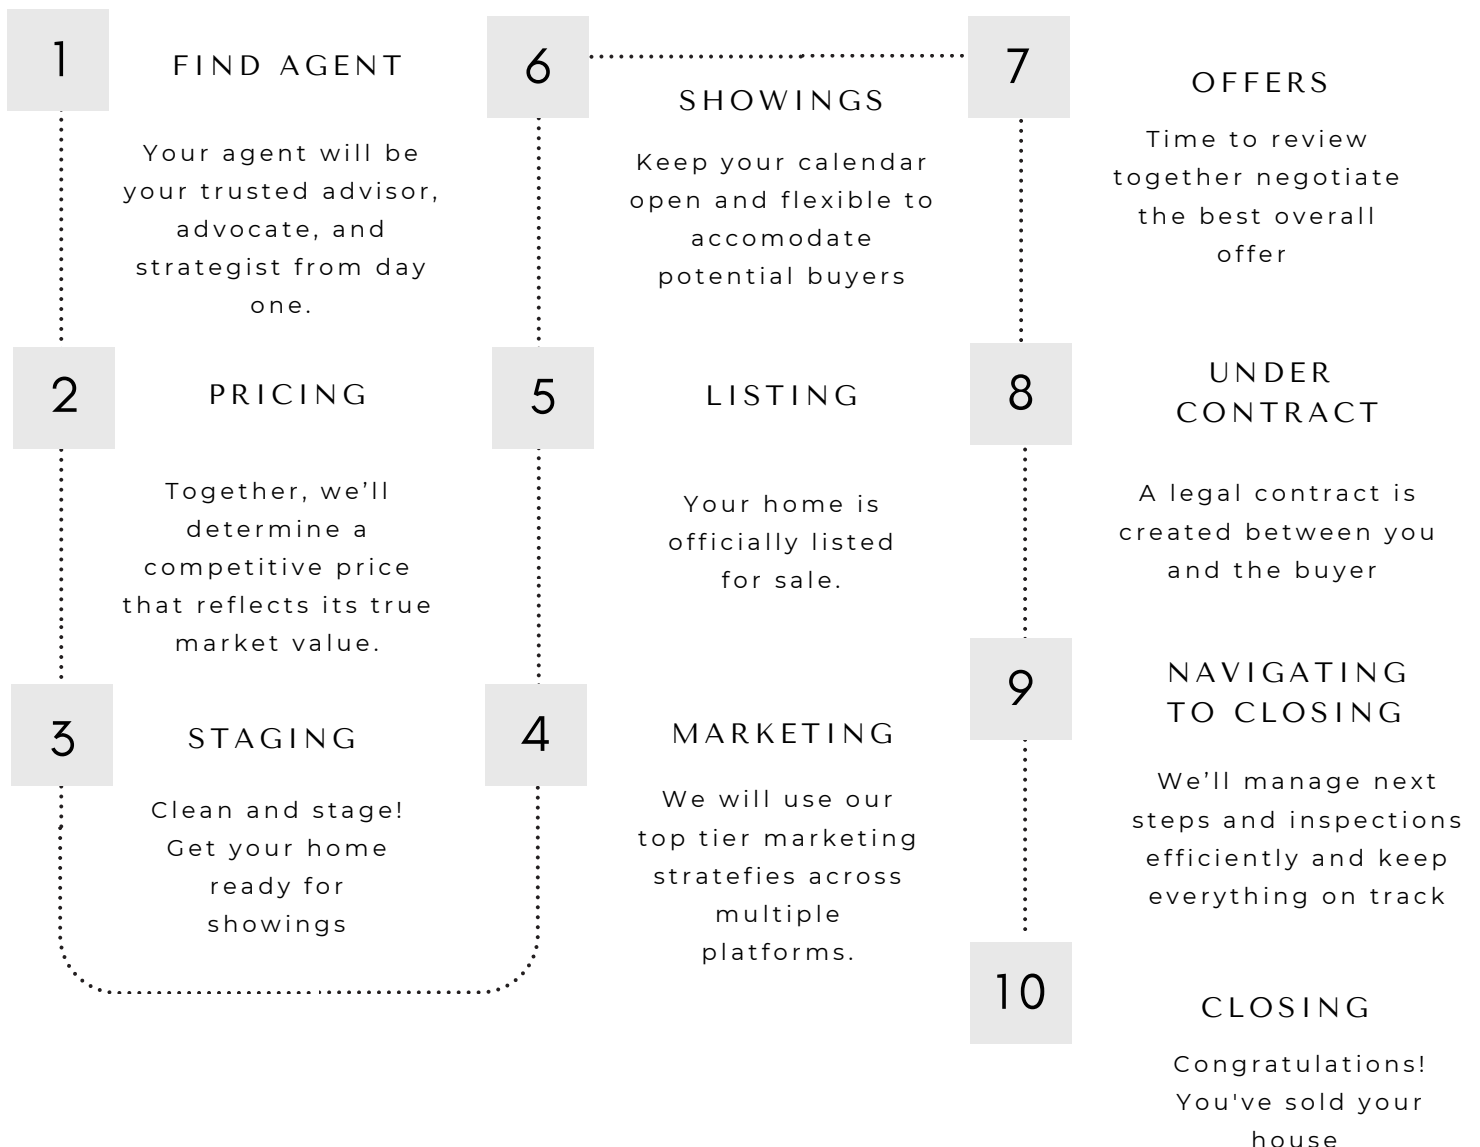 1
FIND AGENT
Your agent will be
your trusted advisor,
advocate, and
strategist from day
one.
2
PRICING
Together, we’ll
determine a
competitive price
that reflects its true
market value.
3
STAGING
Clean and stage!
Get your home
ready for
showings
4
MARKETING
We will use our
top tier marketing
stratefies across
multiple
platforms.
5
LISTING
Your home is
officially listed
for sale.
6
SHOWINGS
Keep your calendar
open and flexible to
accomodate
potential buyers
7
OFFERS
Time to review
together negotiate
the best overall
offer
8
UNDER
CONTRACT
A legal contract is
created between you
and the buyer
9
NAVIGATING
TO CLOSING
We’ll manage next
steps and inspections
efficiently and keep
everything on track
10
CLOSING
Congratulations!
You've sold your
house